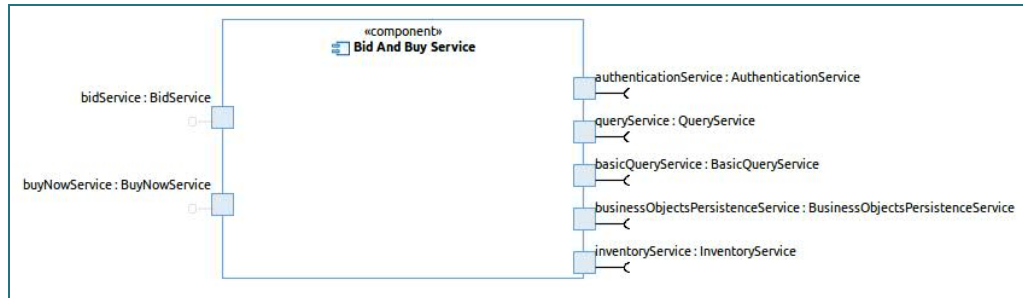 «component»
Bid And Buy Service
authenticationService : AuthenticationService
bidService : BidService
queryService : QueryService
basicQueryService : BasicQueryService
buyNowService : BuyNowService
businessObjectsPersistenceService : BusinessObjectsPersistenceService
inventoryService : InventoryService